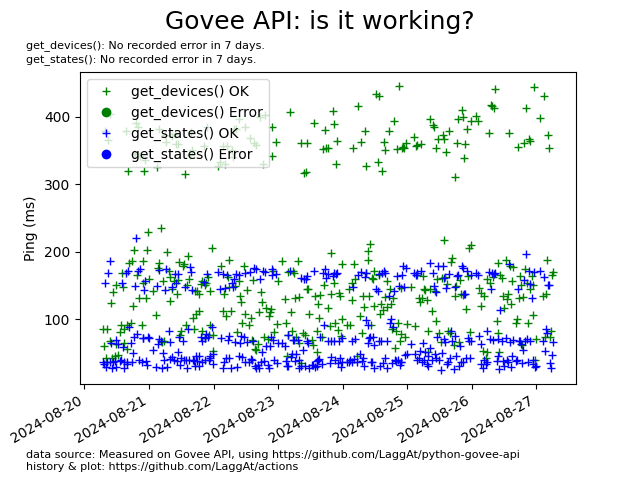 Govee API: is it working?
get_devices(): No recorded error in 7 days.
get_states(): No recorded error in 7 days.
get_devices() OK
get_devices() Error
get_states() OK
get_states() Error
Ping (ms)
400
300
200
100
2024-08-20
2024-08-21
2024-08-22
2024-08-23
2024-08-24
2024-08-25
2024-08-26
2024-08-27
data source: Measured on Govee API, using https://github.com/LaggAt/python-govee-api
history & plot: https://github.com/LaggAt/actions